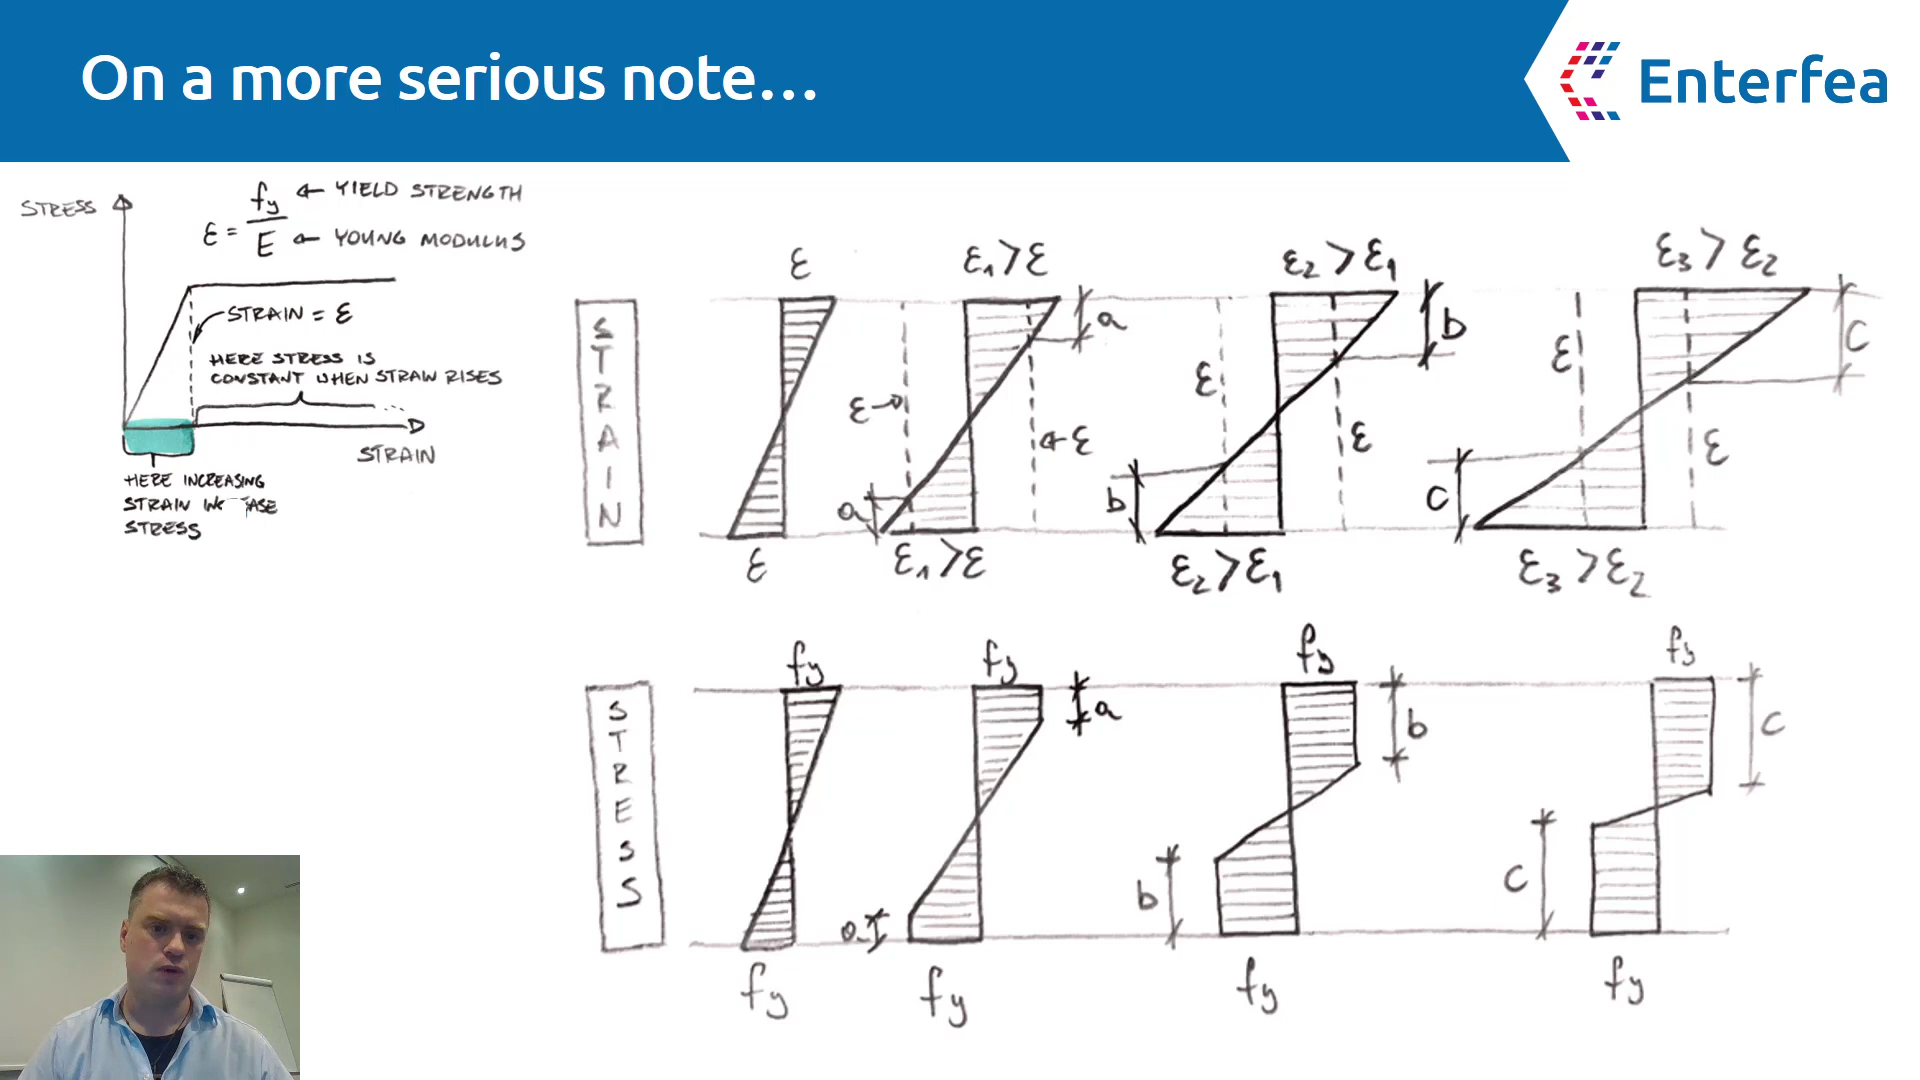 On a more serious note...
Enterfea
STRESS
ε = fy / E
fy ← YIELD STRENGTH
E ← YOUNG MODULUS
STRAIN = ε
HERE STRESS IS
CONSTANT WHEN STRAIN RISES
STRAIN
HERE INCREASING
STRAIN
STRESS
STRAIN
ε
ε1 > ε
ε2 > ε1
ε3 > ε2
a
b
c
ε
ε
ε
ε →
← ε
ε
ε
a
b
c
ε
ε1 > ε
ε2 > ε1
ε3 > ε2
STRESS
fy
fy
fy
fy
a
b
c
a
b
c
fy
fy
fy
fy